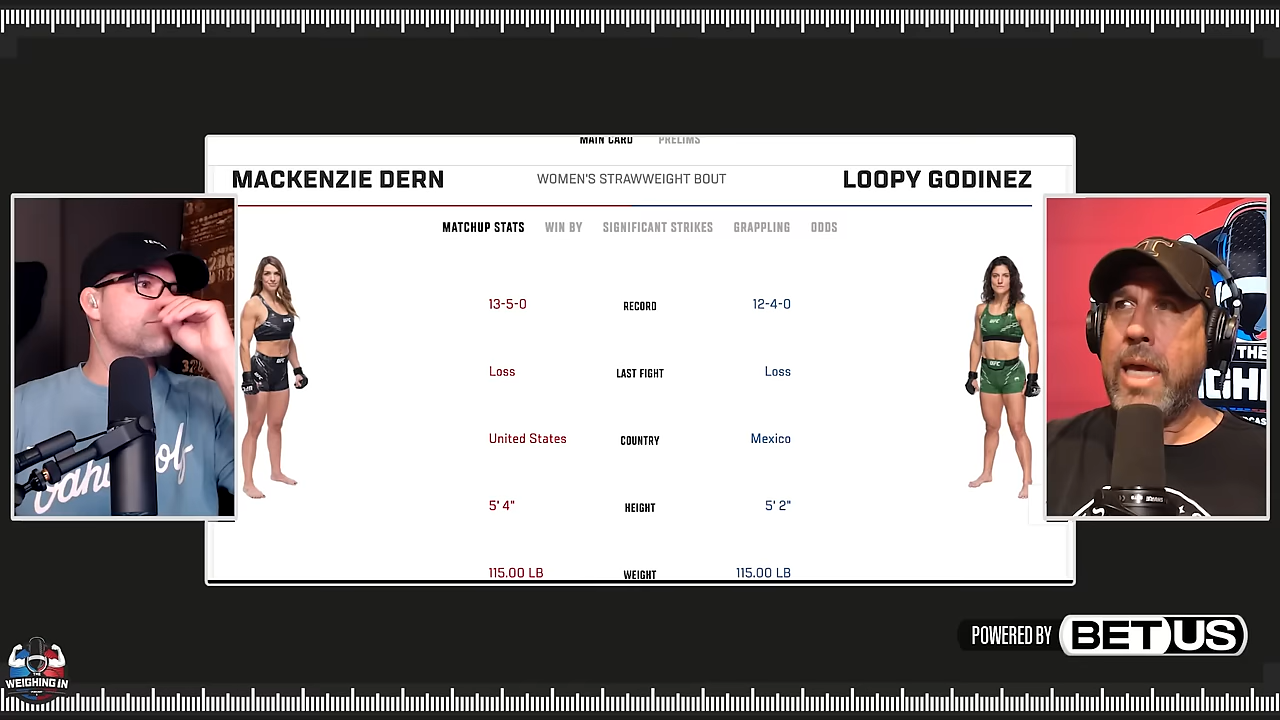 MAIN CARD PRELIMS
MACKENZIE DERN WOMEN'S STRAWWEIGHT BOUT LOOPY GODINEZ
MATCHUP STATS WIN BY SIGNIFICANT STRIKES GRAPPLING ODDS
13-5-0 RECORD 12-4-0
Loss LAST FIGHT Loss
United States COUNTRY Mexico
5' 4" HEIGHT 5' 2"
115.00 LB WEIGHT 115.00 LB
THE
POWERED BY BETUS
THE
WEIGHING IN